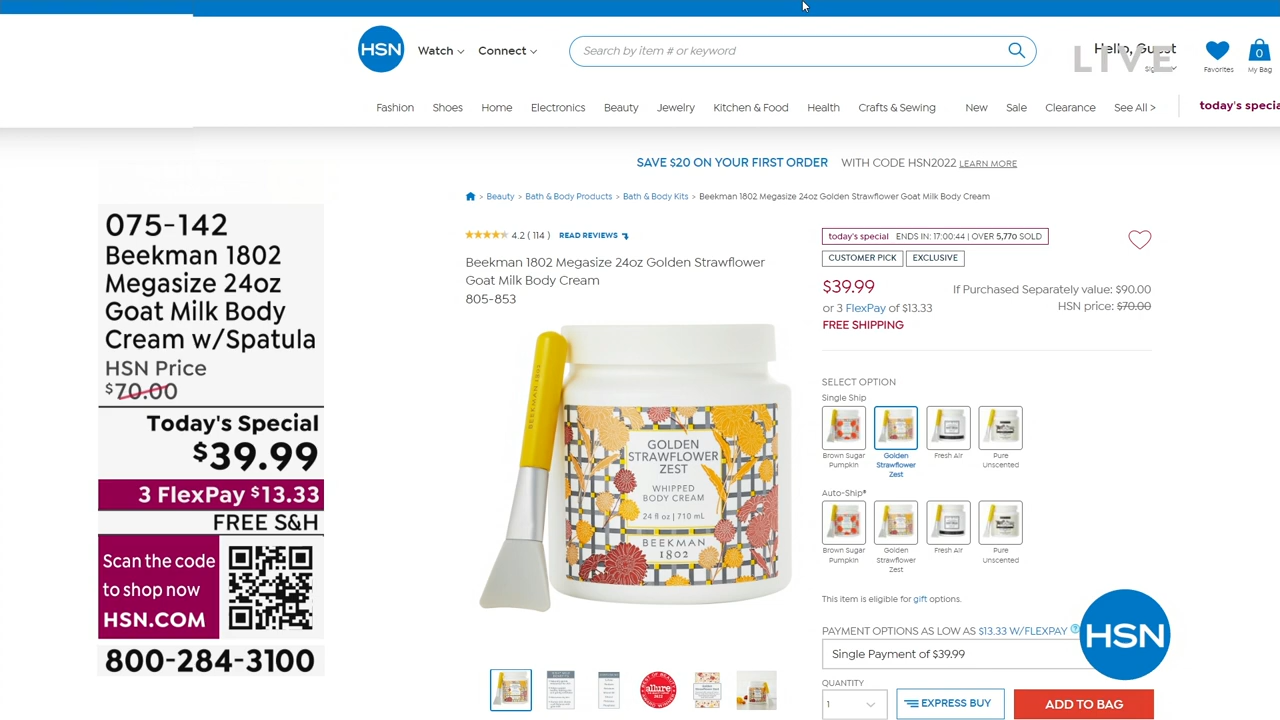 HSN
Watch
Connect
Search by item # or keyword
Hello, Guest
LIVE
Favorites
0
My Bag
Fashion
Shoes
Home
Electronics
Beauty
Jewelry
Kitchen & Food
Health
Crafts & Sewing
New
Sale
Clearance
See All >
today's specia
SAVE $20 ON YOUR FIRST ORDER WITH CODE HSN2022 LEARN MORE
> Beauty > Bath & Body Products > Bath & Body Kits > Beekman 1802 Megasize 24oz Golden Strawflower Goat Milk Body Cream
075-142
Beekman 1802
Megasize 24oz
Goat Milk Body
Cream w/Spatula
HSN Price
$70.00
Today's Special
$39.99
3 FlexPay $13.33
FREE S&H
Scan the code
to shop now
HSN.COM
800-284-3100
4.2 ( 114 ) READ REVIEWS
Beekman 1802 Megasize 24oz Golden Strawflower
Goat Milk Body Cream
805-853
BEEKMAN 1802
GOLDEN
STRAWFLOWER
ZEST
WHIPPED
BODY CREAM
24 fl oz | 710 mL
BEEKMAN
1802
allure
today's special ENDS IN: 17:00:44 | OVER 5,770 SOLD
CUSTOMER PICK
EXCLUSIVE
$39.99
If Purchased Separately value: $90.00
or 3 FlexPay of $13.33
HSN price: $70.00
FREE SHIPPING
SELECT OPTION
Single Ship
Brown Sugar
Pumpkin
Golden
Strawflower
Zest
Fresh Air
Pure
Unscented
Auto-Ship®
Brown Sugar
Pumpkin
Golden
Strawflower
Zest
Fresh Air
Pure
Unscented
This item is eligible for gift options.
PAYMENT OPTIONS AS LOW AS $13.33 W/FLEXPAY
Single Payment of $39.99
HSN
QUANTITY
1
EXPRESS BUY
ADD TO BAG